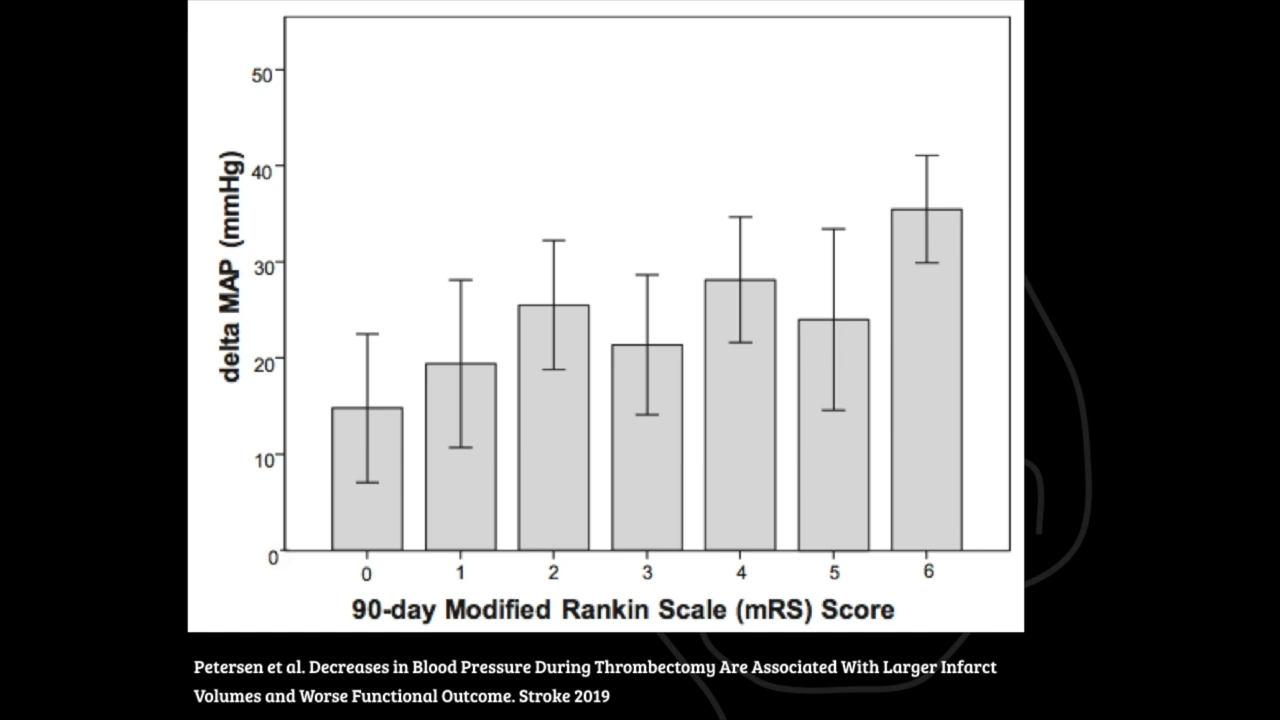 50
40
30
20
10
0
delta MAP (mmHg)
0 1 2 3 4 5 6
90-day Modified Rankin Scale (mRS) Score
Petersen et al. Decreases in Blood Pressure During Thrombectomy Are Associated With Larger Infarct
Volumes and Worse Functional Outcome. Stroke 2019